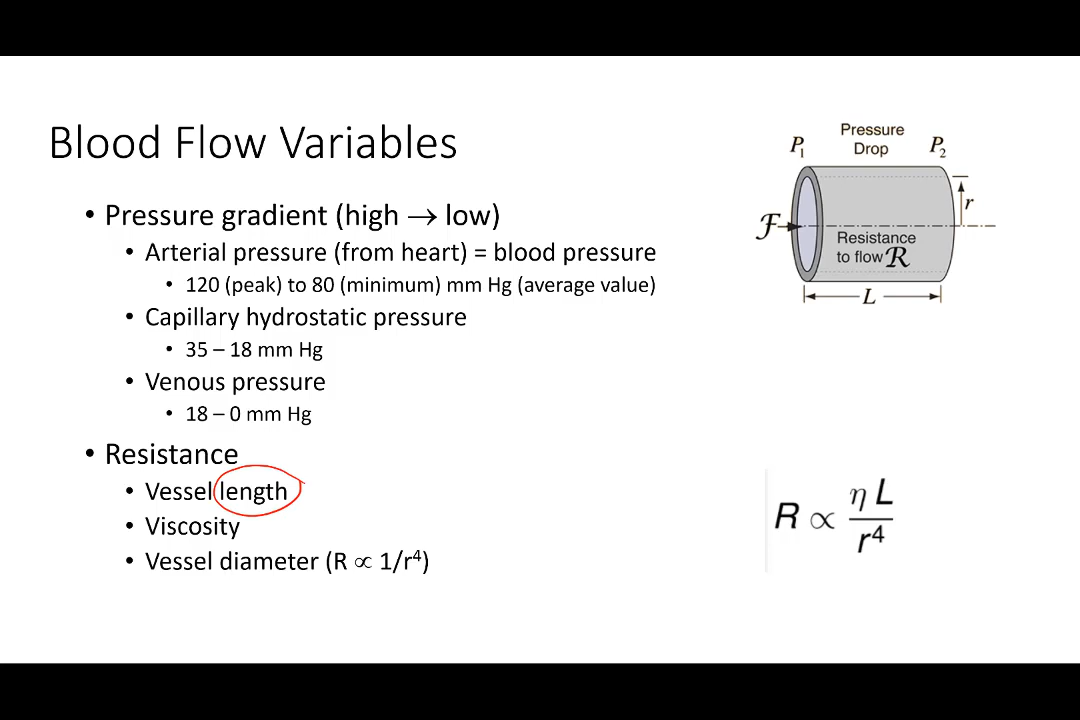 Blood Flow Variables
• Pressure gradient (high → low)
• Arterial pressure (from heart) = blood pressure
• 120 (peak) to 80 (minimum) mm Hg (average value)
• Capillary hydrostatic pressure
• 35 – 18 mm Hg
• Venous pressure
• 18 – 0 mm Hg
• Resistance
• Vessel length
• Viscosity
• Vessel diameter (R ∝ 1/r⁴)
P₁ Pressure Drop P₂
r
F
Resistance
to flow R
L
R ∝ η L / r⁴